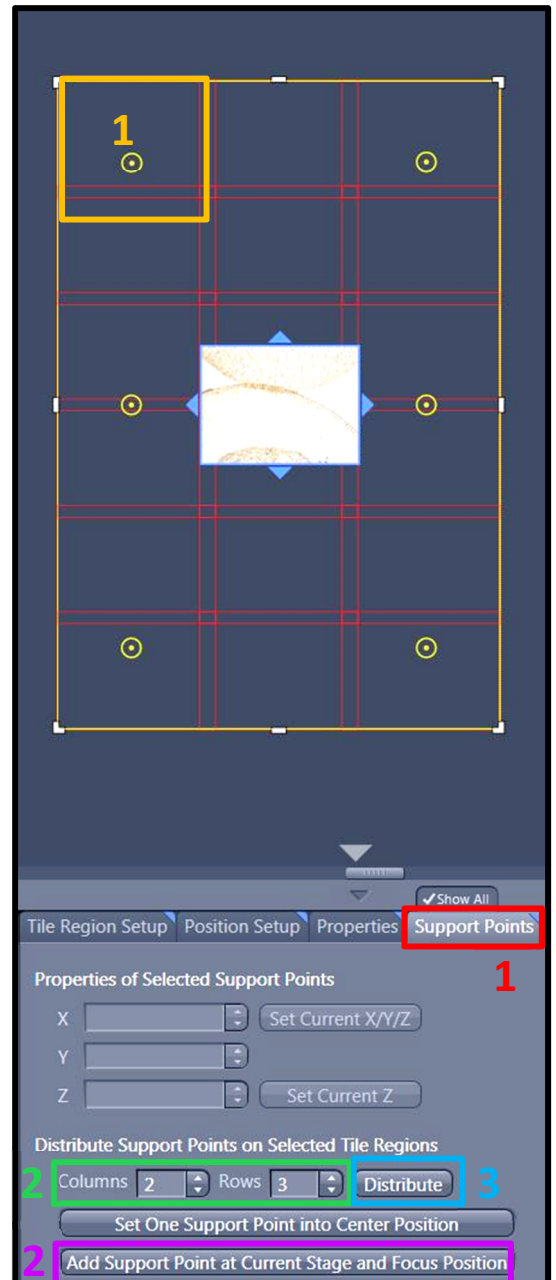 1
✓Show All
Tile Region Setup Position Setup Properties Support Points
1
Properties of Selected Support Points
X Set Current X/Y/Z
Y
Z Set Current Z
Distribute Support Points on Selected Tile Regions
2 Columns 2 Rows 3 Distribute 3
Set One Support Point into Center Position
2 Add Support Point at Current Stage and Focus Position